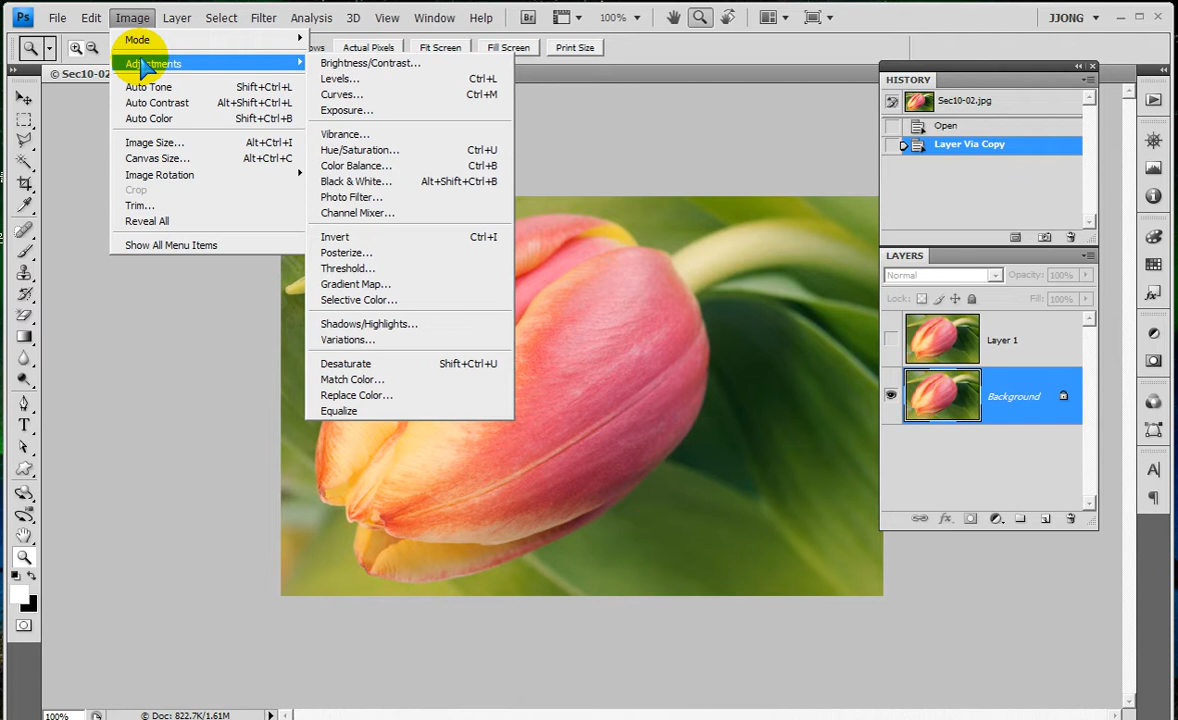 Ps File Edit Image Layer Select Filter Analysis 3D View Window Help Br 100% JJONG
Actual Pixels Fit Screen Fill Screen Print Size
© Sec10-02
Mode
Adjustments
Auto Tone Shift+Ctrl+L
Auto Contrast Alt+Shift+Ctrl+L
Auto Color Shift+Ctrl+B
Image Size... Alt+Ctrl+I
Canvas Size... Alt+Ctrl+C
Image Rotation
Crop
Trim...
Reveal All
Show All Menu Items
Brightness/Contrast...
Levels... Ctrl+L
Curves... Ctrl+M
Exposure...
Vibrance...
Hue/Saturation... Ctrl+U
Color Balance... Ctrl+B
Black & White... Alt+Shift+Ctrl+B
Photo Filter...
Channel Mixer...
Invert Ctrl+I
Posterize...
Threshold...
Gradient Map...
Selective Color...
Shadows/Highlights...
Variations...
Desaturate Shift+Ctrl+U
Match Color...
Replace Color...
Equalize
HISTORY
Sec10-02.jpg
Open
Layer Via Copy
LAYERS
Normal Opacity: 100%
Lock: Fill: 100%
Layer 1
Background
100% © Doc: 822.7K/1.61M